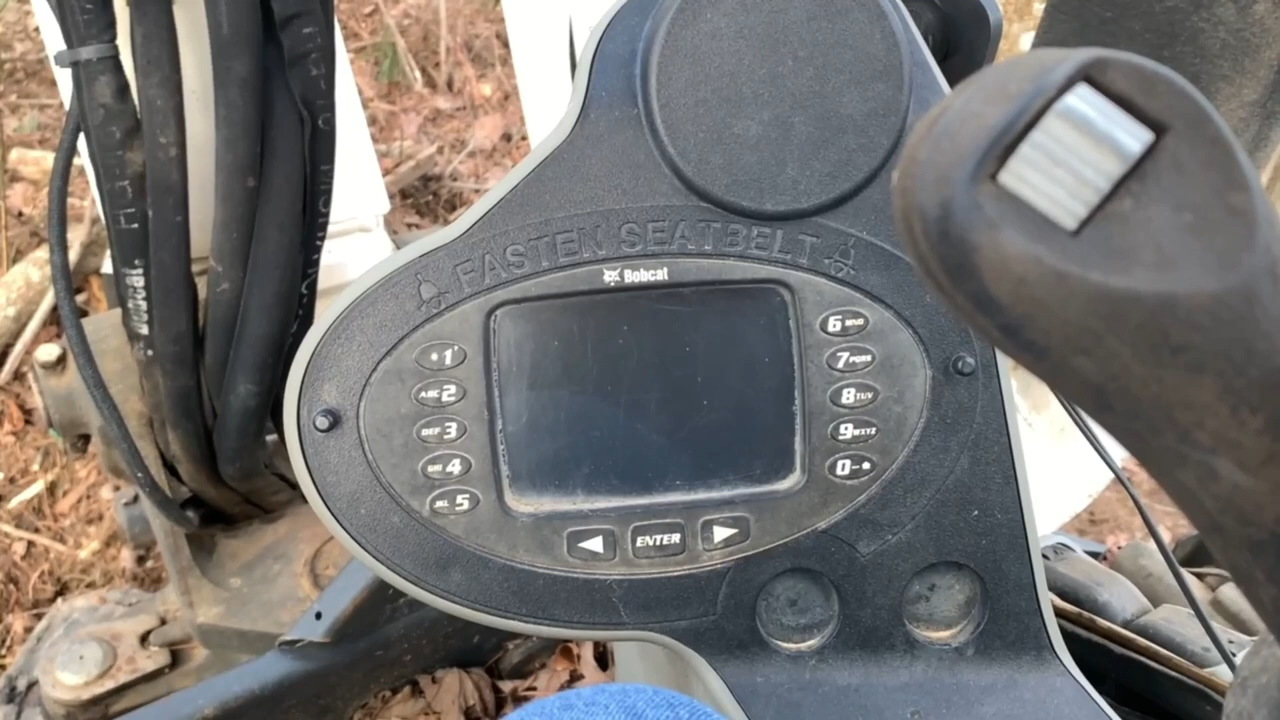 FASTEN SEATBELT
Bobcat
* 1 '
ABC 2
DEF 3
GHI 4
JKL 5
6 MNO
7 PQRS
8 TUV
9 WXYZ
0
ENTER
Bobcat